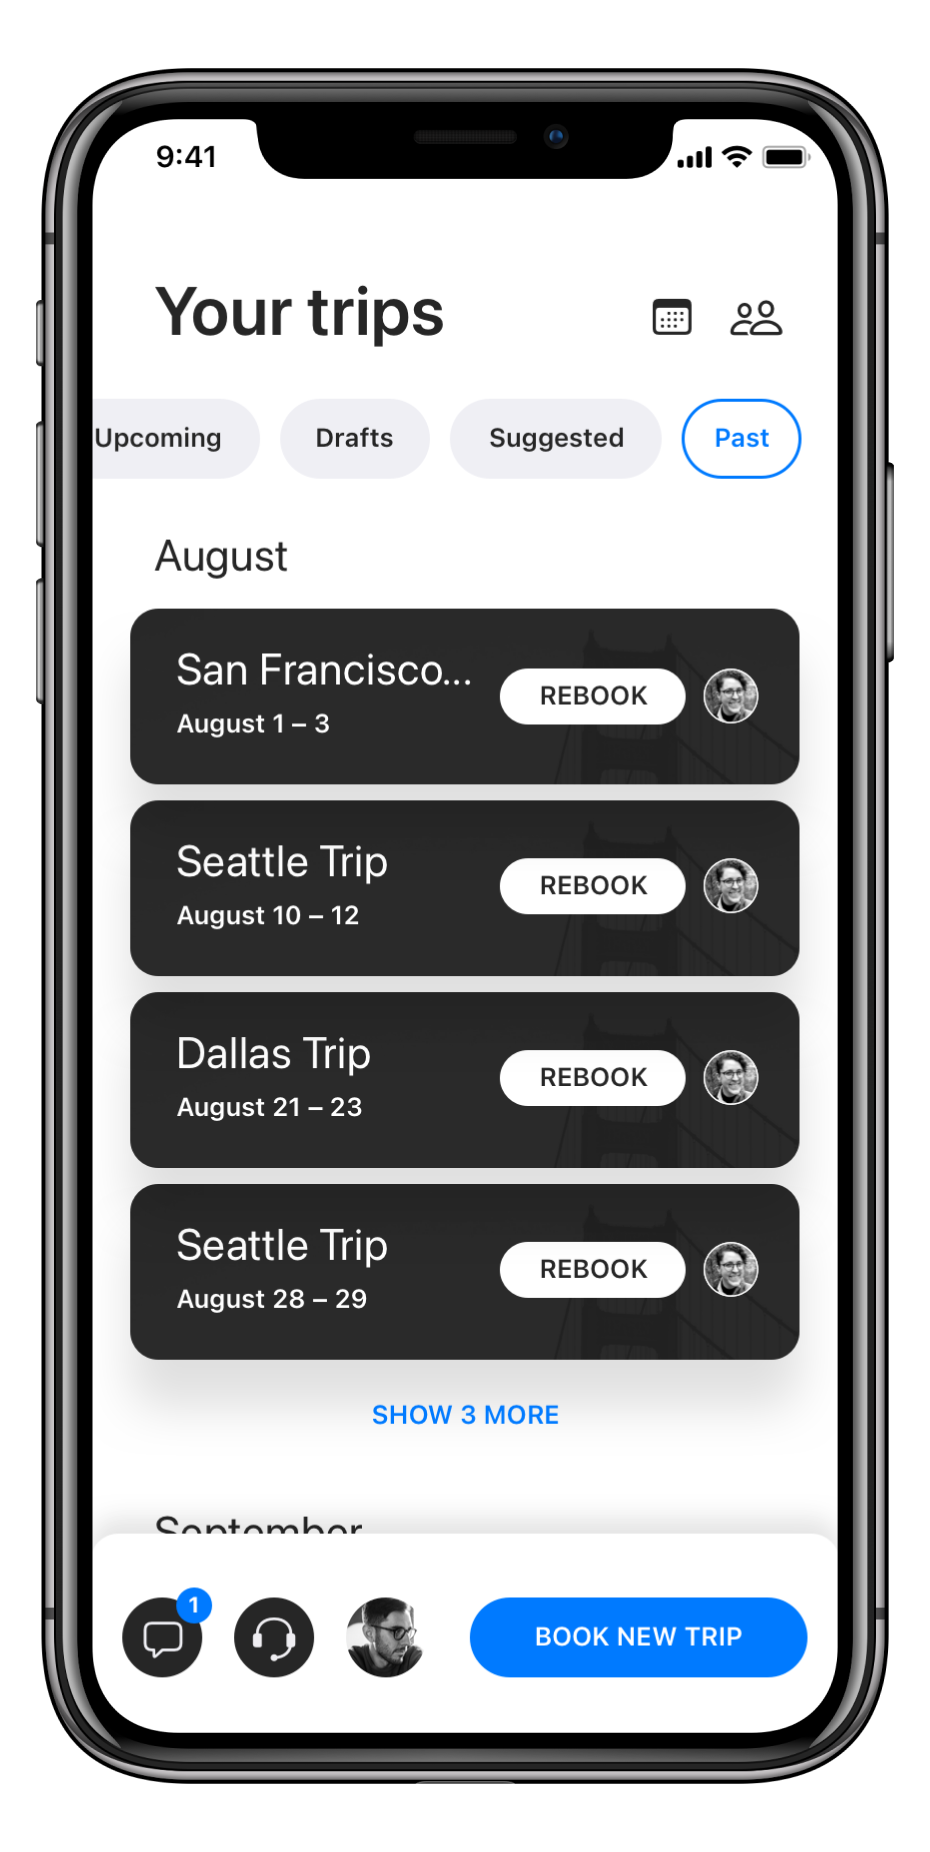 9:41
Your trips
Upcoming Drafts Suggested Past
August
San Francisco...
August 1 – 3
REBOOK
Seattle Trip
August 10 – 12
REBOOK
Dallas Trip
August 21 – 23
REBOOK
Seattle Trip
August 28 – 29
REBOOK
SHOW 3 MORE
September
1
BOOK NEW TRIP